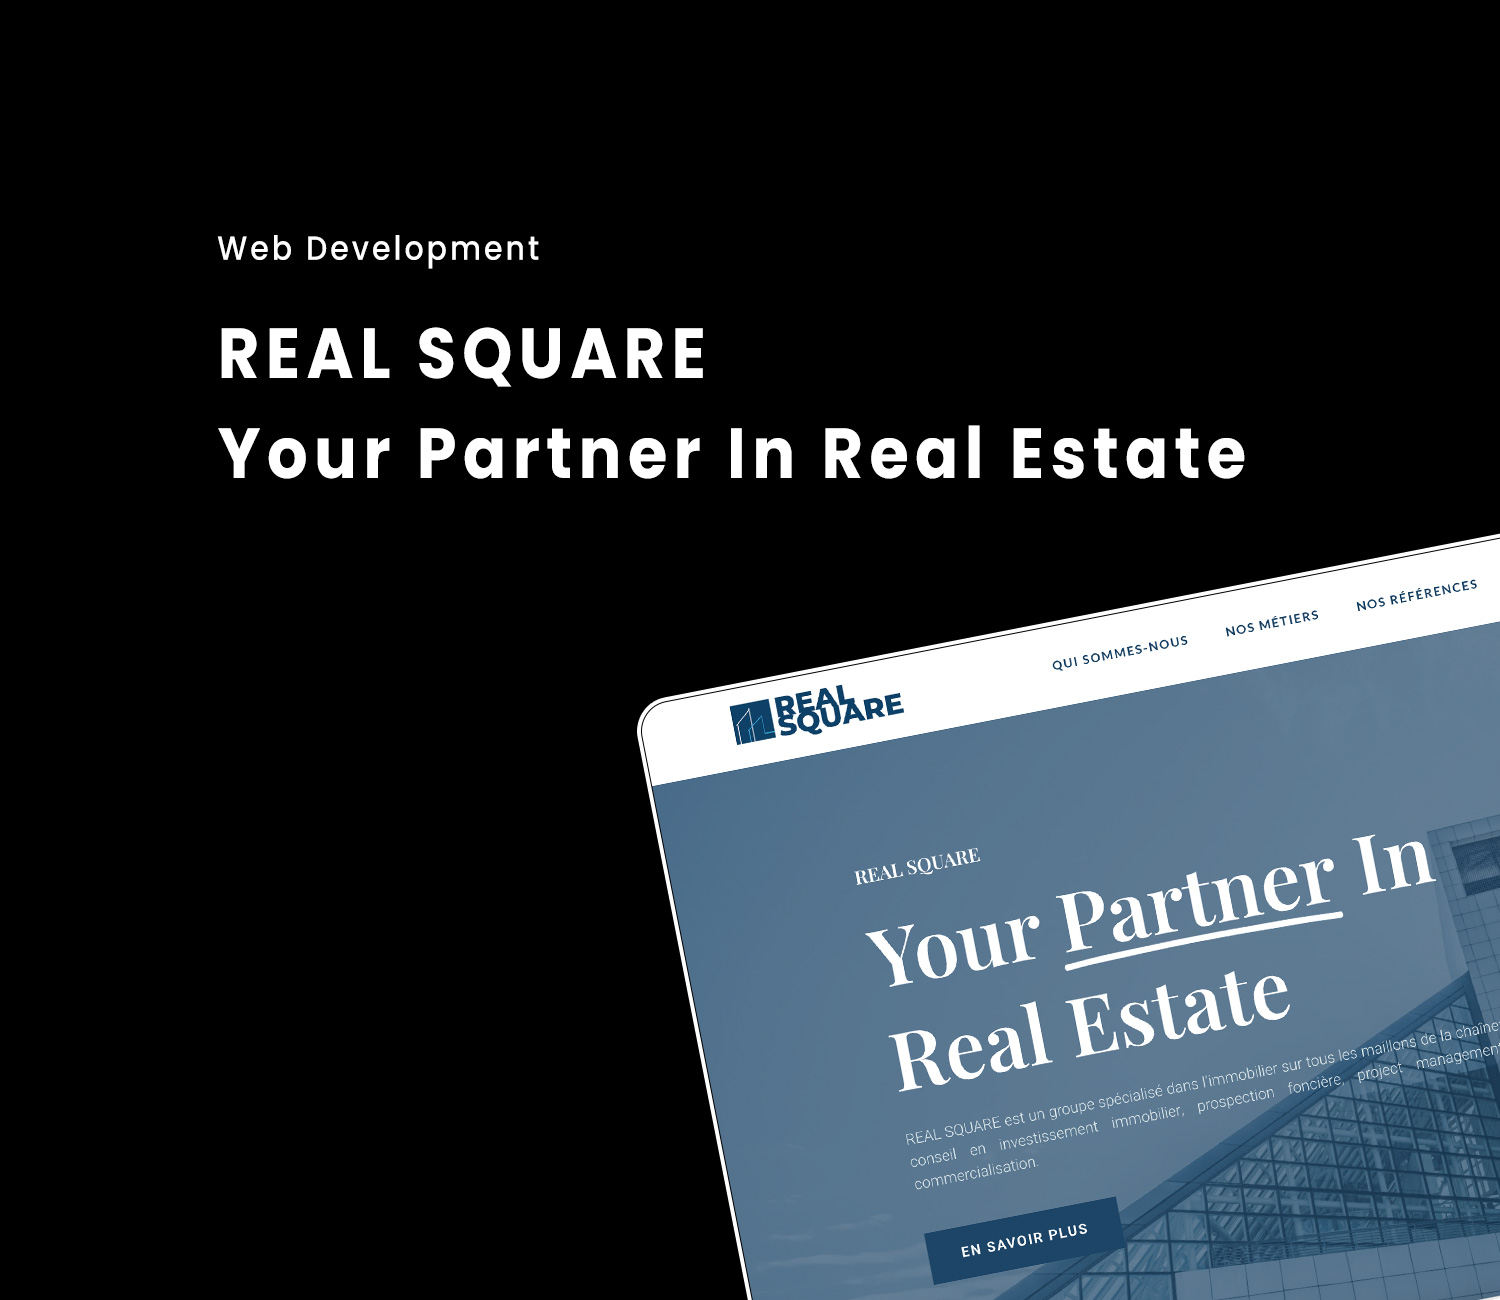 Web Development
REAL SQUARE
Your Partner In Real Estate
REAL
SQUARE
QUI SOMMES-NOUS NOS MÉTIERS NOS RÉFÉRENCES
REAL SQUARE
Your Partner In
Real Estate
REAL SQUARE est un groupe spécialisé dans l'immobilier sur tous les maillons de la chaîne
conseil en investissement immobilier, prospection foncière, project management
commercialisation.
EN SAVOIR PLUS